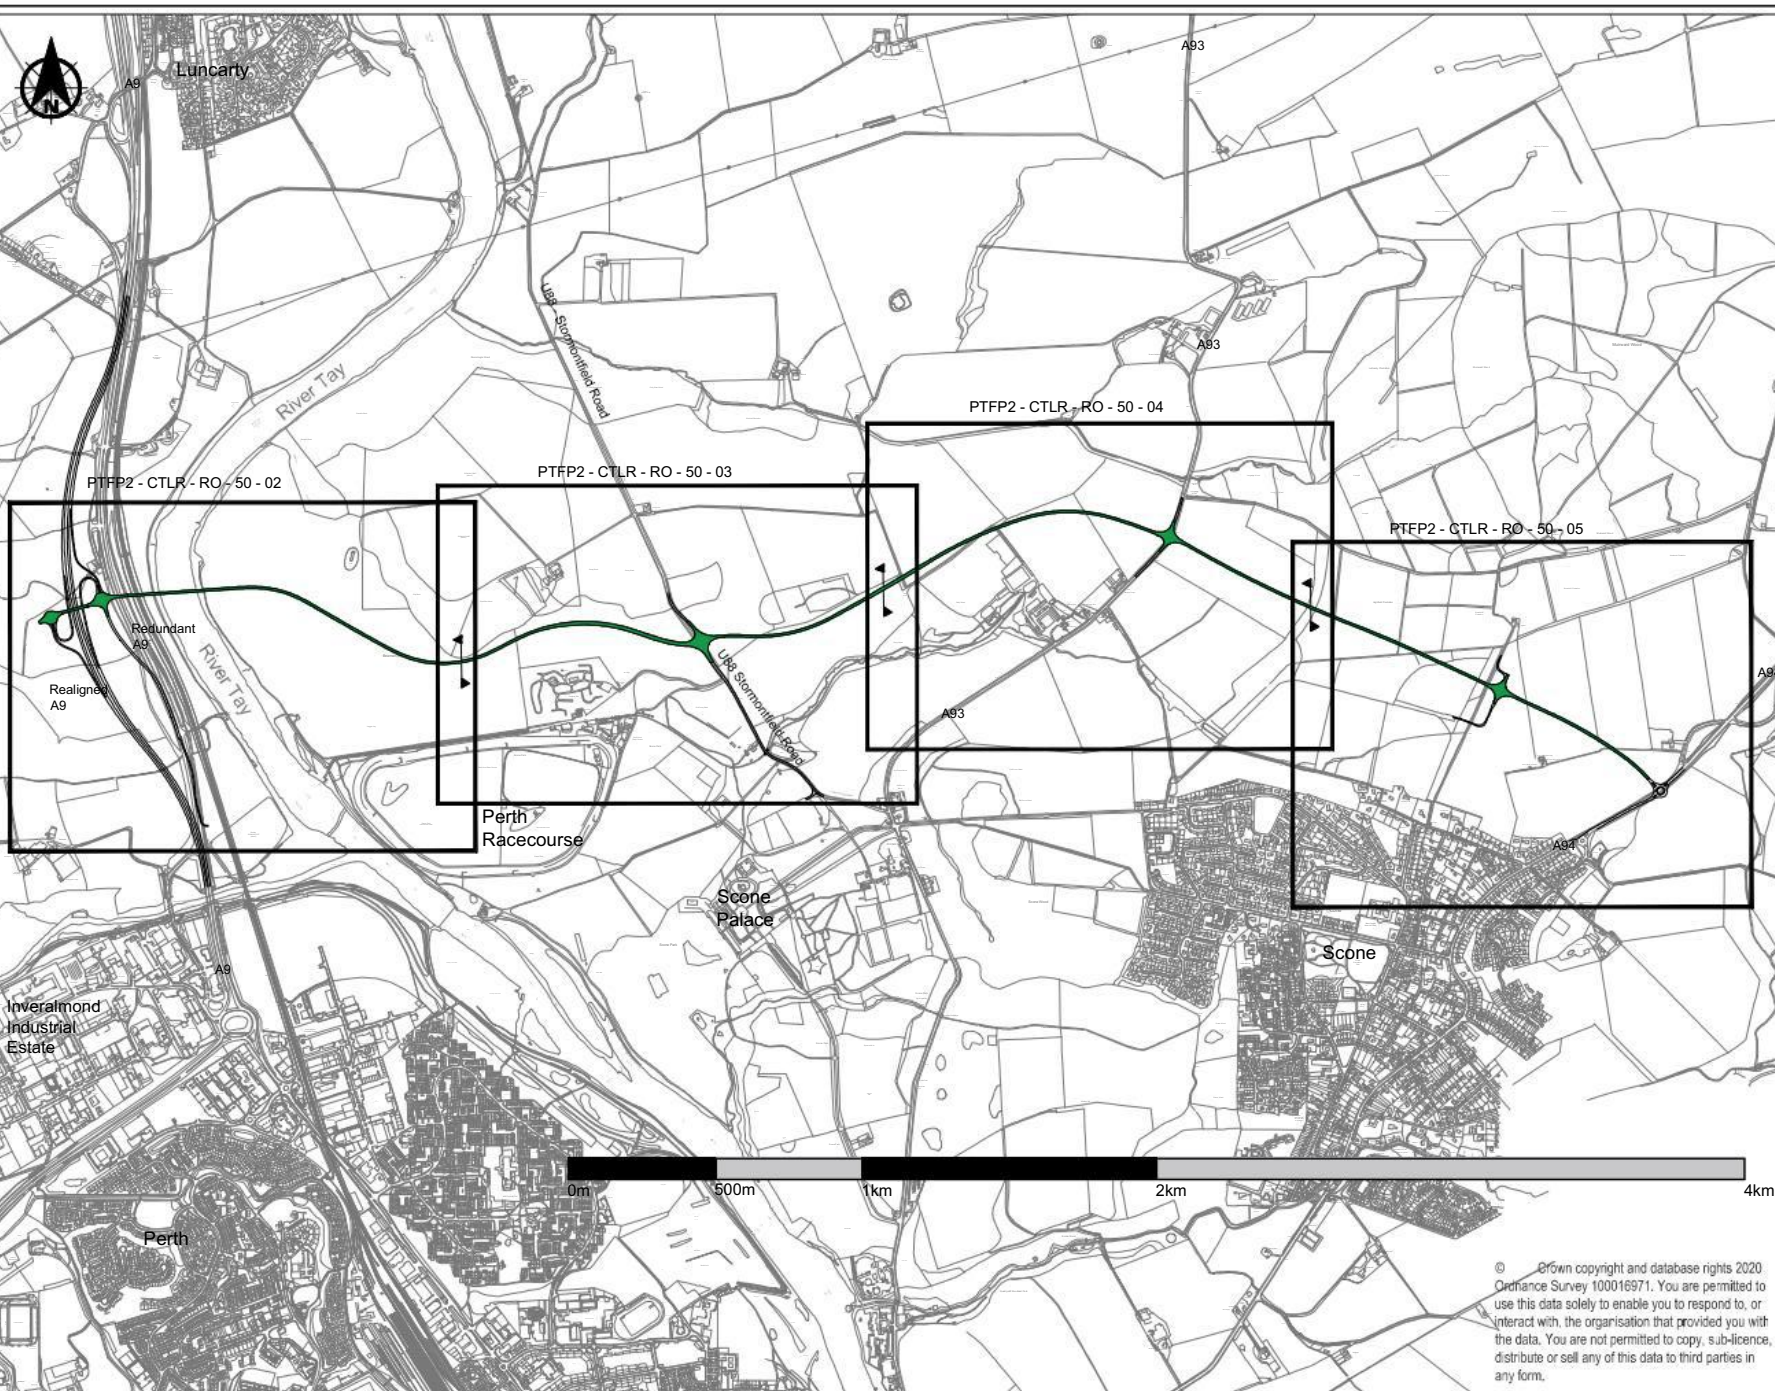 A93
Luncarty
A9
N
U88 - Stormontfield Road
A93
River Tay
PTFP2 - CTLR - RO - 50 - 04
PTFP2 - CTLR - RO - 50 - 03
PTFP2 - CTLR - RO - 50 - 02
PTFP2 - CTLR - RO - 50 - 05
Redundant
A9
River Tay
U88 Stormontfield Road
Realigned
A9
A93
Perth
Racecourse
A94
Scone
Palace
Scone
A9
Inveralmond
Industrial
Estate
0m
500m
1km
2km
4km
Perth
© Crown copyright and database rights 2020
Ordnance Survey 100016971. You are permitted to
use this data solely to enable you to respond to, or
interact with, the organisation that provided you with
the data. You are not permitted to copy, sub-licence,
distribute or sell any of this data to third parties in
any form.